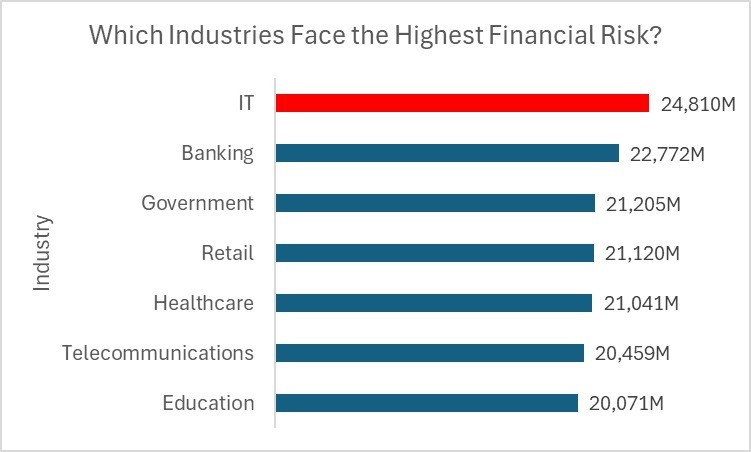 Which Industries Face the Highest Financial Risk?
Industry
IT 24,810M
Banking 22,772M
Government 21,205M
Retail 21,120M
Healthcare 21,041M
Telecommunications 20,459M
Education 20,071M